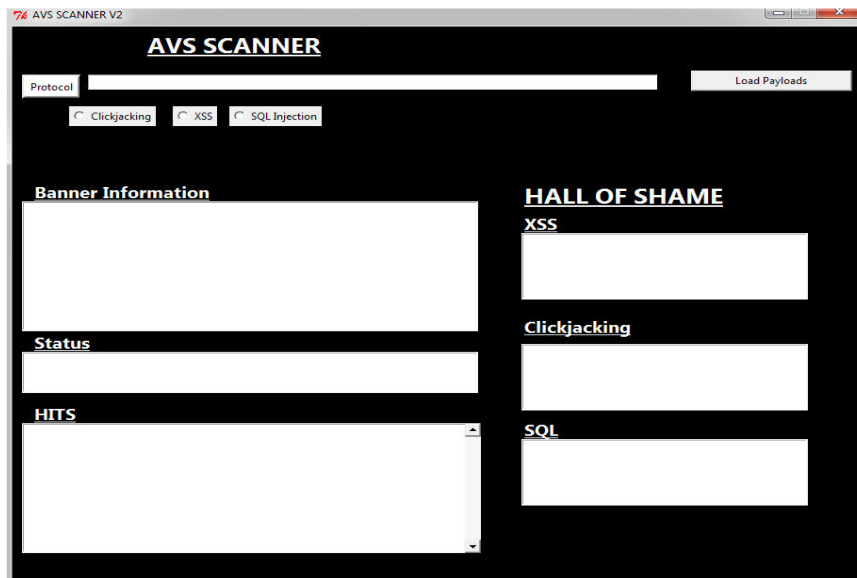 AVS SCANNER V2
AVS SCANNER
Protocol
Load Payloads
Clickjacking XSS SQL Injection
Banner Information
Status
HITS
HALL OF SHAME
XSS
Clickjacking
SQL